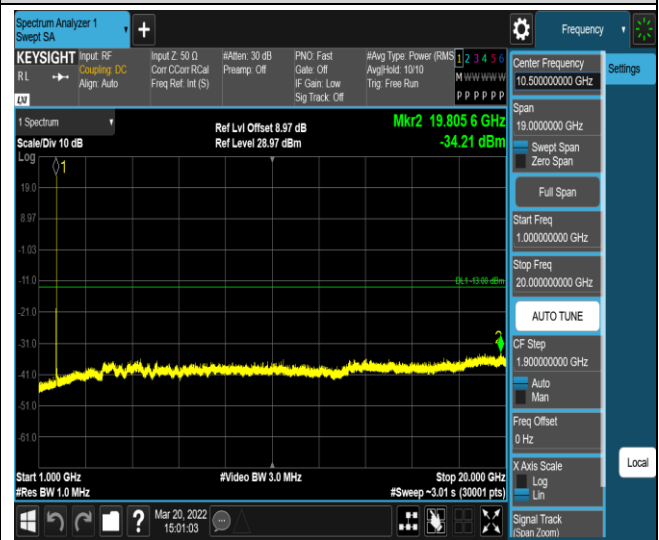 Spectrum Analyzer 1
Swept SA
+
Frequency
KEYSIGHT
RL
LXI
Input: RF
Coupling: DC
Align: Auto
Input Z: 50 Ω
Corr CCorr RCal
Freq Ref: Int (S)
#Atten: 30 dB
Preamp: Off
PNO: Fast
Gate: Off
IF Gain: Low
Sig Track: Off
#Avg Type: Power (RMS
Avg|Hold: 10/10
Trig: Free Run
1 2 3 4 5 6
M W W W W W
P P P P P P
1 Spectrum
Scale/Div 10 dB
Log
Ref Lvl Offset 8.97 dB
Ref Level 28.97 dBm
Mkr2 19.805 6 GHz
-34.21 dBm
1
19.0
8.97
-1.03
-11.0
-21.0
-31.0
-41.0
-51.0
-61.0
DL1 -13.00 dBm
2
Start 1.000 GHz
#Res BW 1.0 MHz
#Video BW 3.0 MHz
Stop 20.000 GHz
#Sweep ~3.01 s (30001 pts)
Center Frequency
10.500000000 GHz
Settings
Span
19.0000000 GHz
Swept Span
Zero Span
Full Span
Start Freq
1.000000000 GHz
Stop Freq
20.000000000 GHz
AUTO TUNE
CF Step
1.900000000 GHz
Auto
Man
Freq Offset
0 Hz
X Axis Scale
Log
Lin
Local
Signal Track
(Span Zoom)
?
Mar 20, 2022
15:01:03